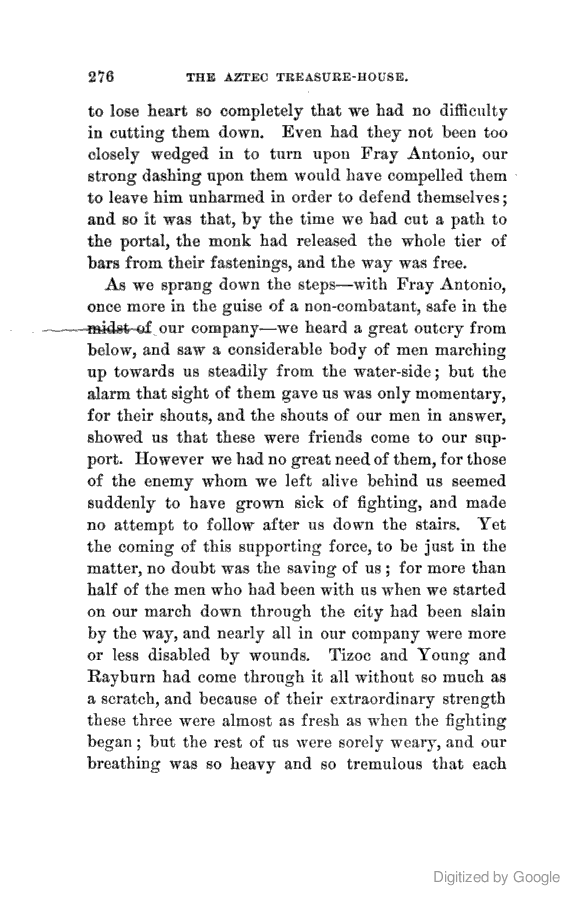 276 THE AZTEC TREASURE-HOUSE.
to lose heart so completely that we had no difficulty
in cutting them down. Even had they not been too
closely wedged in to turn upon Fray Antonio, our
strong dashing upon them would have compelled them
to leave him unharmed in order to defend themselves;
and so it was that, by the time we had cut a path to
the portal, the monk had released the whole tier of
bars from their fastenings, and the way was free.
As we sprang down the steps—with Fray Antonio,
once more in the guise of a non-combatant, safe in the
midst of our company—we heard a great outcry from
below, and saw a considerable body of men marching
up towards us steadily from the water-side; but the
alarm that sight of them gave us was only momentary,
for their shouts, and the shouts of our men in answer,
showed us that these were friends come to our sup-
port. However we had no great need of them, for those
of the enemy whom we left alive behind us seemed
suddenly to have grown sick of fighting, and made
no attempt to follow after us down the stairs. Yet
the coming of this supporting force, to be just in the
matter, no doubt was the saving of us; for more than
half of the men who had been with us when we started
on our march down through the city had been slain
by the way, and nearly all in our company were more
or less disabled by wounds. Tizoc and Young and
Rayburn had come through it all without so much as
a scratch, and because of their extraordinary strength
these three were almost as fresh as when the fighting
began; but the rest of us were sorely weary, and our
breathing was so heavy and so tremulous that each
Digitized by Google